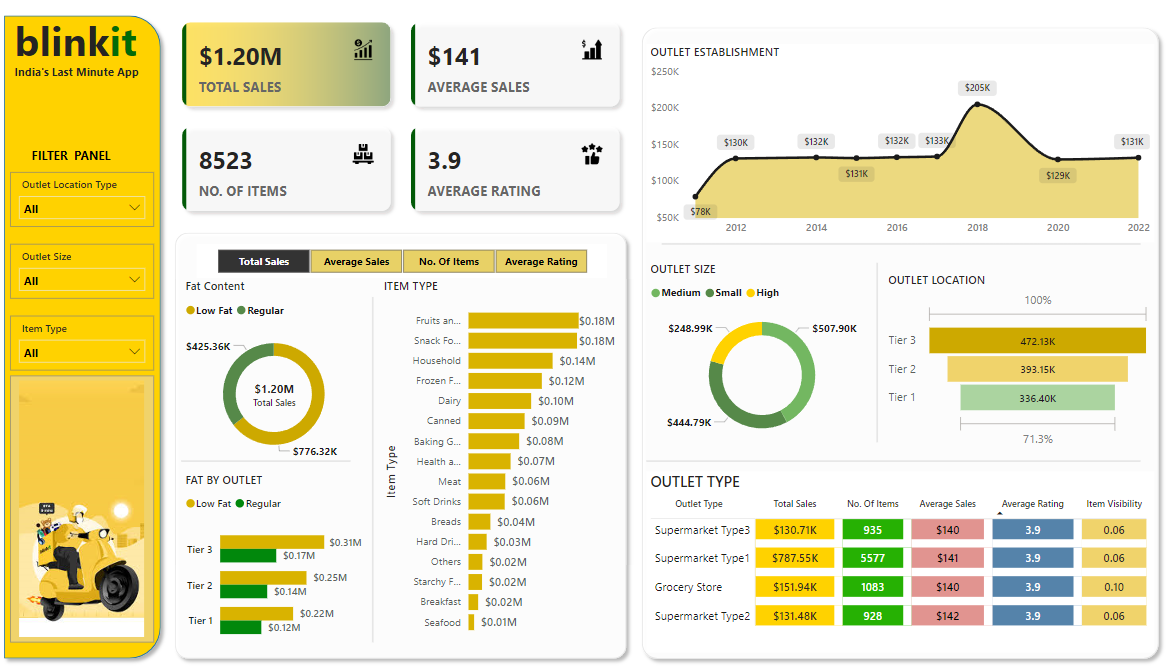 blinkit
India's Last Minute App
FILTER PANEL
Outlet Location Type
All
Outlet Size
All
Item Type
All
$1.20M
TOTAL SALES
$141
AVERAGE SALES
8523
NO. OF ITEMS
3.9
AVERAGE RATING
Total Sales
Average Sales
No. Of Items
Average Rating
Fat Content
Low Fat Regular
$425.36K
$1.20M
Total Sales
$776.32K
FAT BY OUTLET
Low Fat Regular
Tier 3 $0.31M
$0.17M
Tier 2 $0.25M
$0.14M
Tier 1 $0.22M
$0.12M
ITEM TYPE
Item Type
Fruits an... $0.18M
Snack Fo... $0.18M
Household $0.14M
Frozen F... $0.12M
Dairy $0.10M
Canned $0.09M
Baking G... $0.08M
Health a... $0.07M
Meat $0.06M
Soft Drinks $0.06M
Breads $0.04M
Hard Dri... $0.03M
Others $0.02M
Starchy F... $0.02M
Breakfast $0.02M
Seafood $0.01M
OUTLET ESTABLISHMENT
$250K
$200K
$150K
$100K
$50K
$78K
$130K
$132K
$131K
$132K
$133K
$205K
$129K
$131K
2012 2014 2016 2018 2020 2022
OUTLET SIZE
Medium Small High
$248.99K
$507.90K
$444.79K
OUTLET LOCATION
100%
Tier 3 472.13K
Tier 2 393.15K
Tier 1 336.40K
71.3%
OUTLET TYPE
Outlet Type Total Sales No. Of Items Average Sales Average Rating Item Visibility
Supermarket Type3 $130.71K 935 $140 3.9 0.06
Supermarket Type1 $787.55K 5577 $141 3.9 0.06
Grocery Store $151.94K 1083 $140 3.9 0.10
Supermarket Type2 $131.48K 928 $142 3.9 0.06